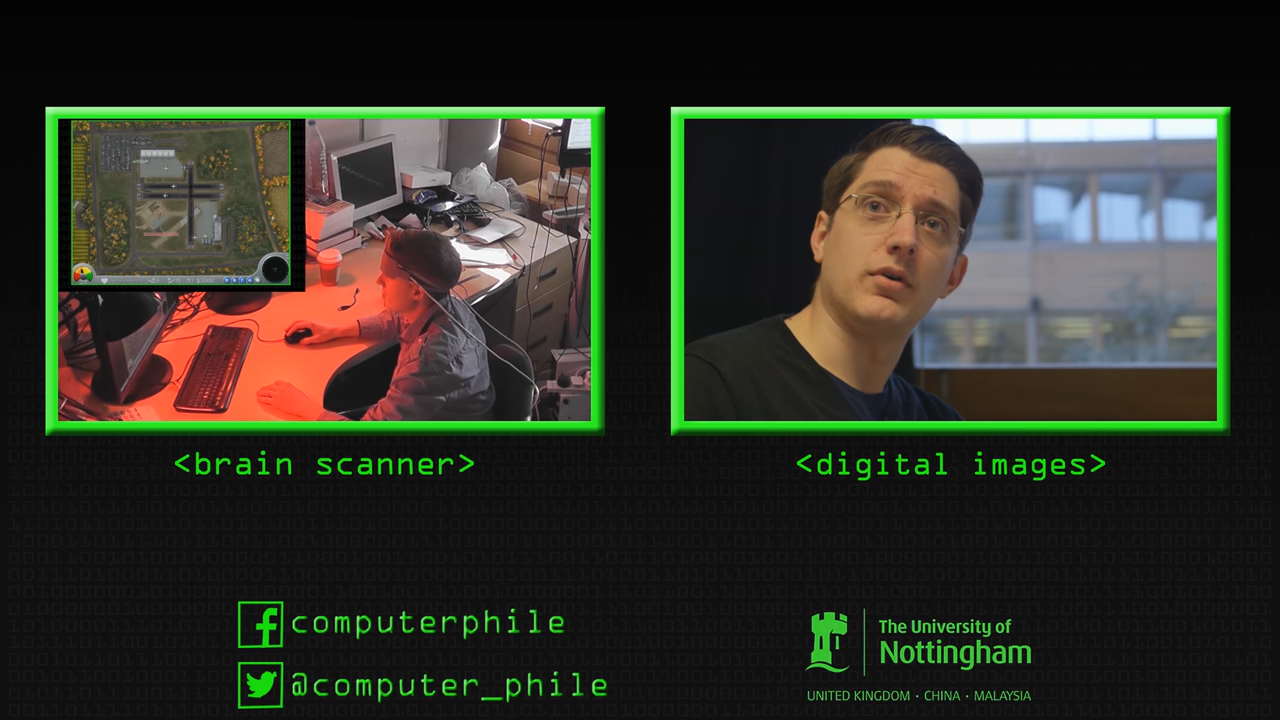 <brain scanner>
<digital images>
computerphile
@computer_phile
The University of
Nottingham
UNITED KINGDOM · CHINA · MALAYSIA